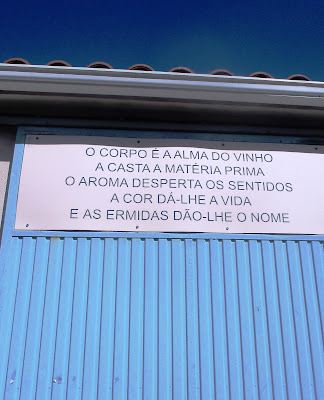 O CORPO É A ALMA DO VINHO
A CASTA A MATÉRIA PRIMA
O AROMA DESPERTA OS SENTIDOS
A COR DÁ-LHE A VIDA
E AS ERMIDAS DÃO-LHE O NOME